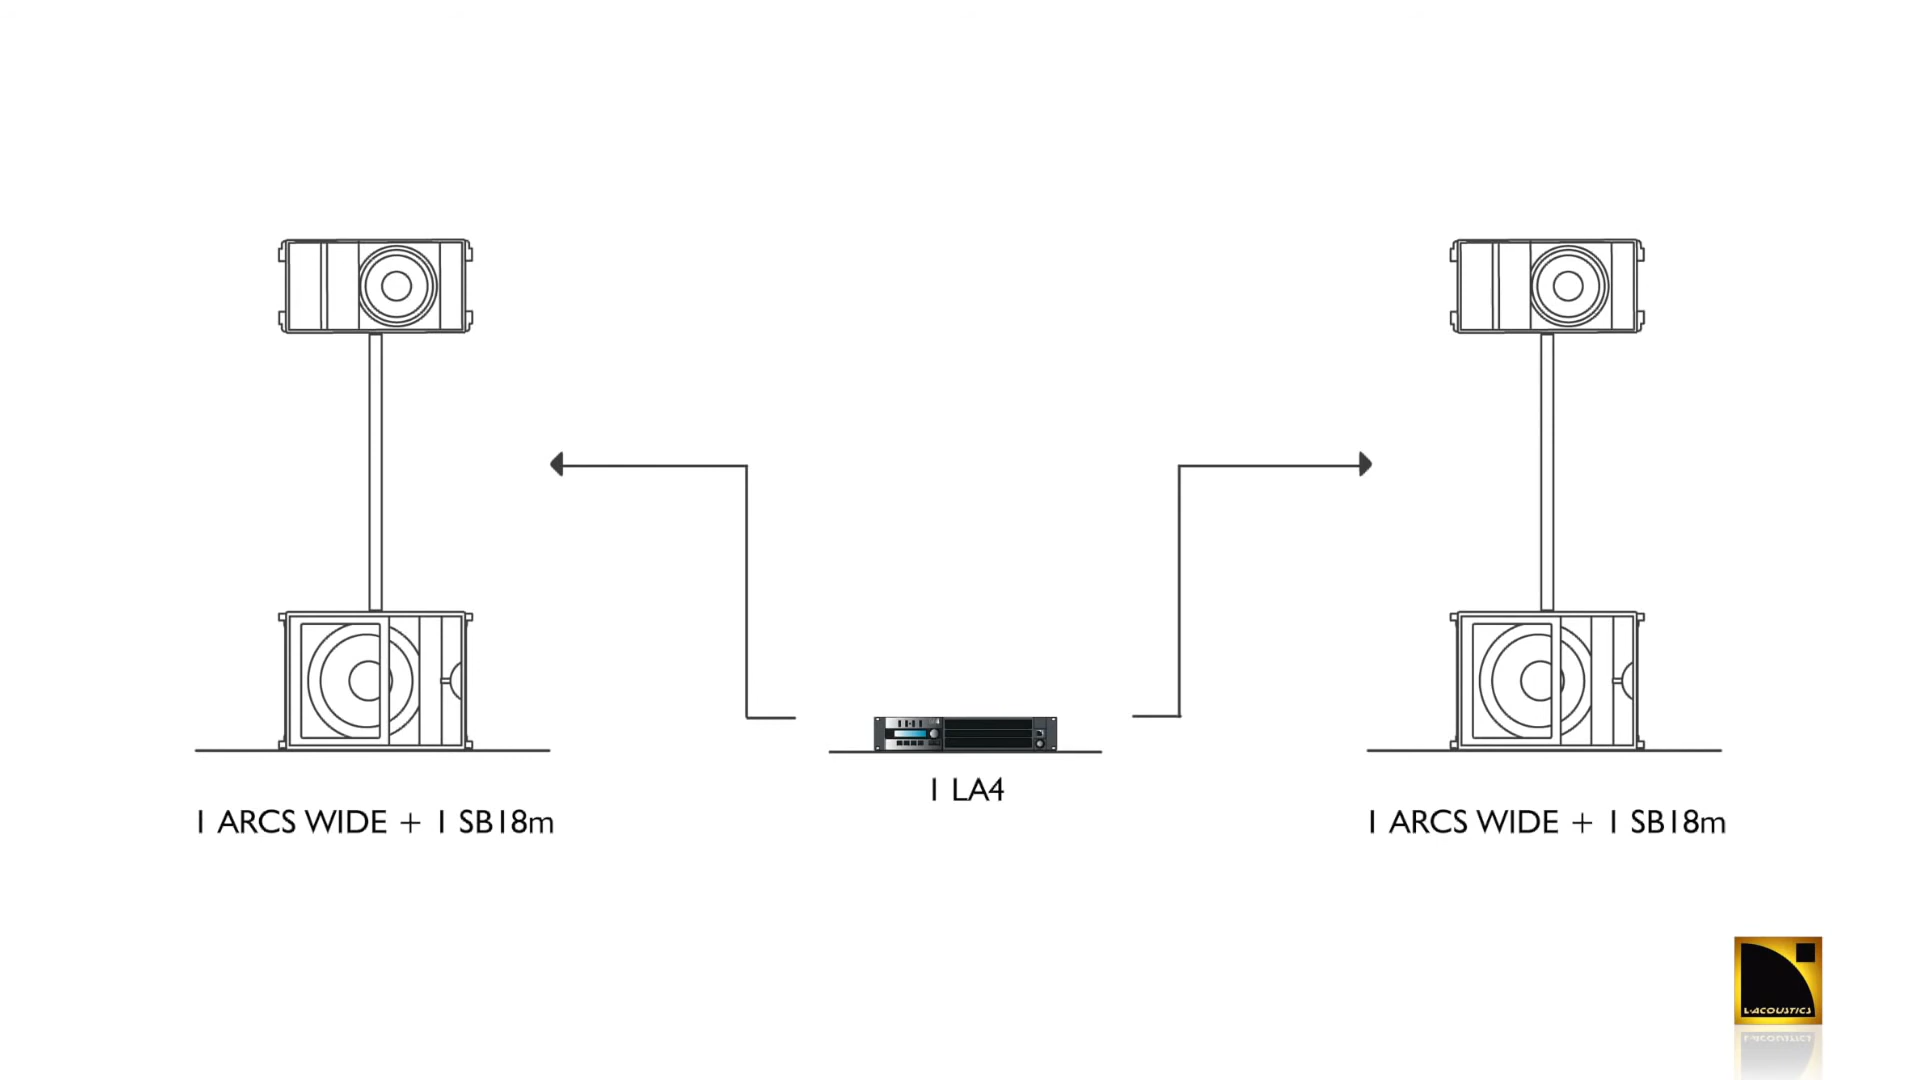 1 LA4
1 ARCS WIDE + 1 SB18m
1 ARCS WIDE + 1 SB18m
L-ACOUSTICS